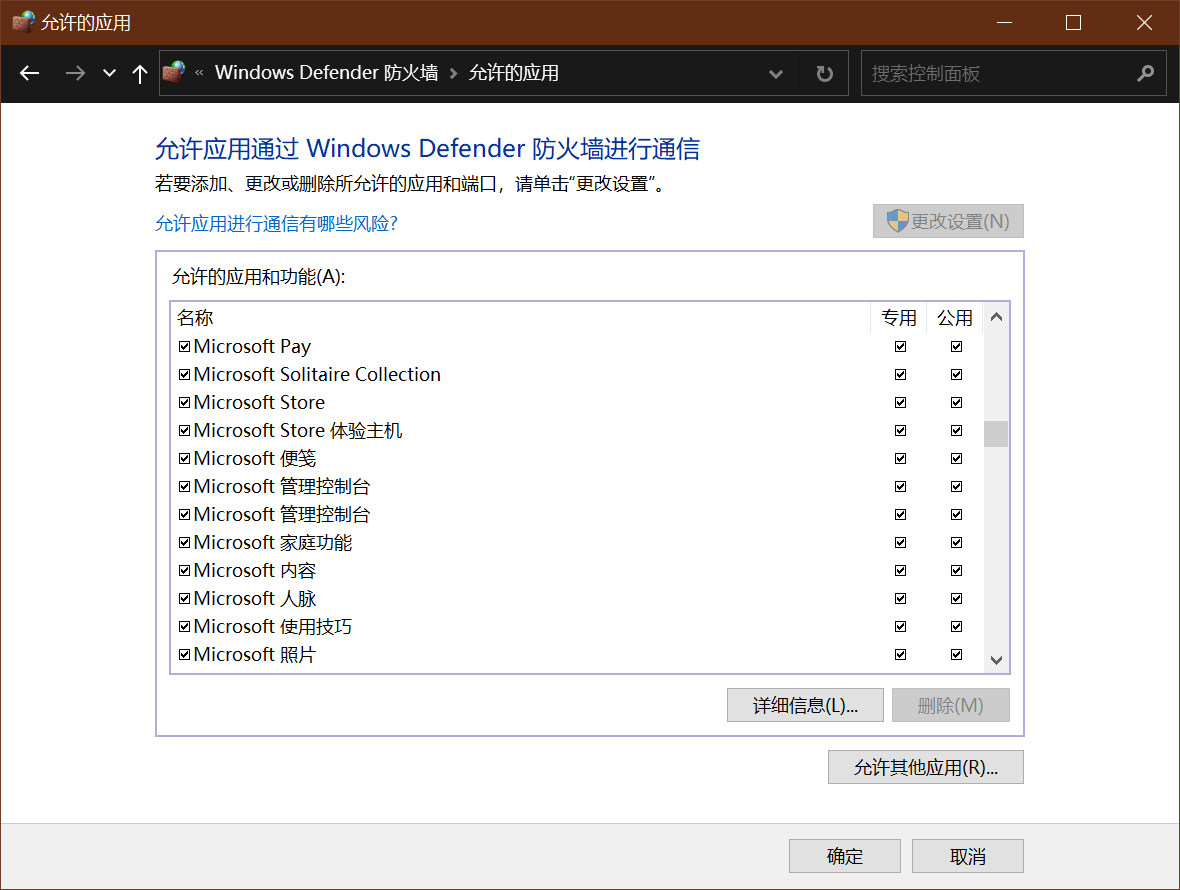 允许的应用
« Windows Defender 防火墙 › 允许的应用
搜索控制面板
允许应用通过 Windows Defender 防火墙进行通信
若要添加、更改或删除所允许的应用和端口，请单击"更改设置"。
允许应用进行通信有哪些风险?
更改设置(N)
允许的应用和功能(A):
名称 专用 公用
Microsoft Pay
Microsoft Solitaire Collection
Microsoft Store
Microsoft Store 体验主机
Microsoft 便笺
Microsoft 管理控制台
Microsoft 管理控制台
Microsoft 家庭功能
Microsoft 内容
Microsoft 人脉
Microsoft 使用技巧
Microsoft 照片
详细信息(L)... 删除(M)
允许其他应用(R)...
确定 取消